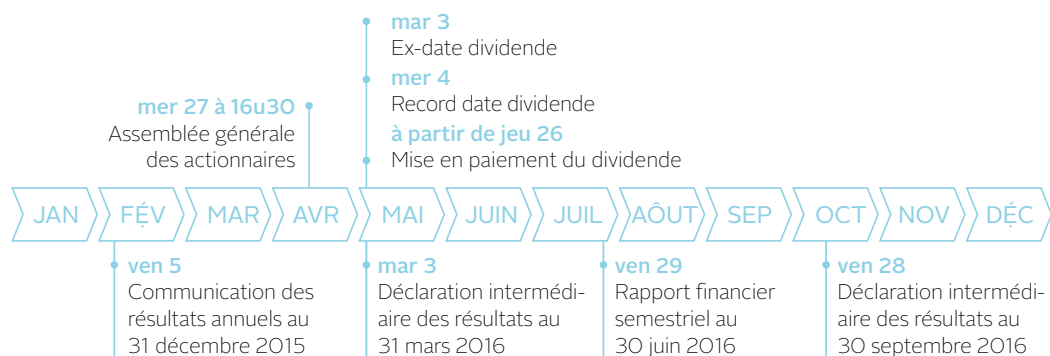 mar 3
Ex-date dividende
mer 4
Record date dividende
à partir de jeu 26
Mise en paiement du dividende
mer 27 à 16u30
Assemblée générale
des actionnaires
JAN
FÉV
MAR
AVR
MAI
JUIN
JUIL
AÔUT
SEP
OCT
NOV
DÉC
ven 5
Communication des
résultats annuels au
31 décembre 2015
mar 3
Déclaration intermédi-
aire des résultats au
31 mars 2016
ven 29
Rapport financier
semestriel au
30 juin 2016
ven 28
Déclaration intermédi-
aire des résultats au
30 septembre 2016